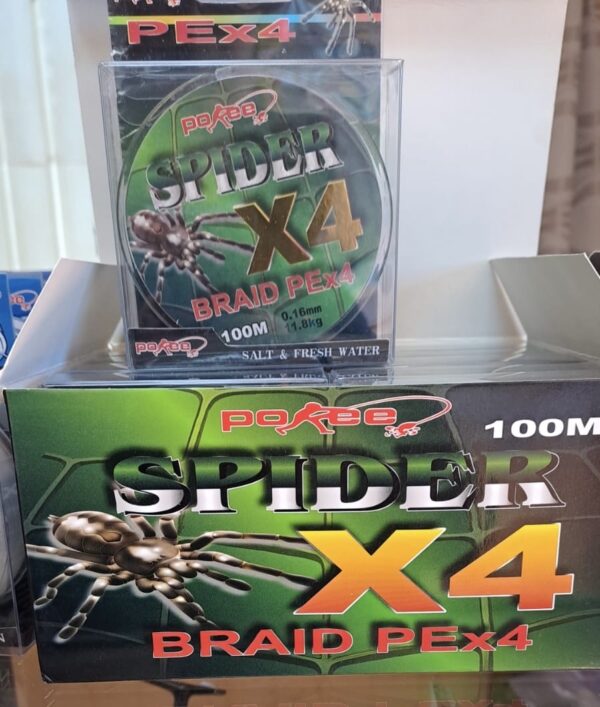 PEx4
pokee
SPIDER
X4
BRAID PEx4
100M
0.16mm
11.8kg
pokee
SALT & FRESH WATER
pokee
100M
SPIDER
X4
BRAID PEx4